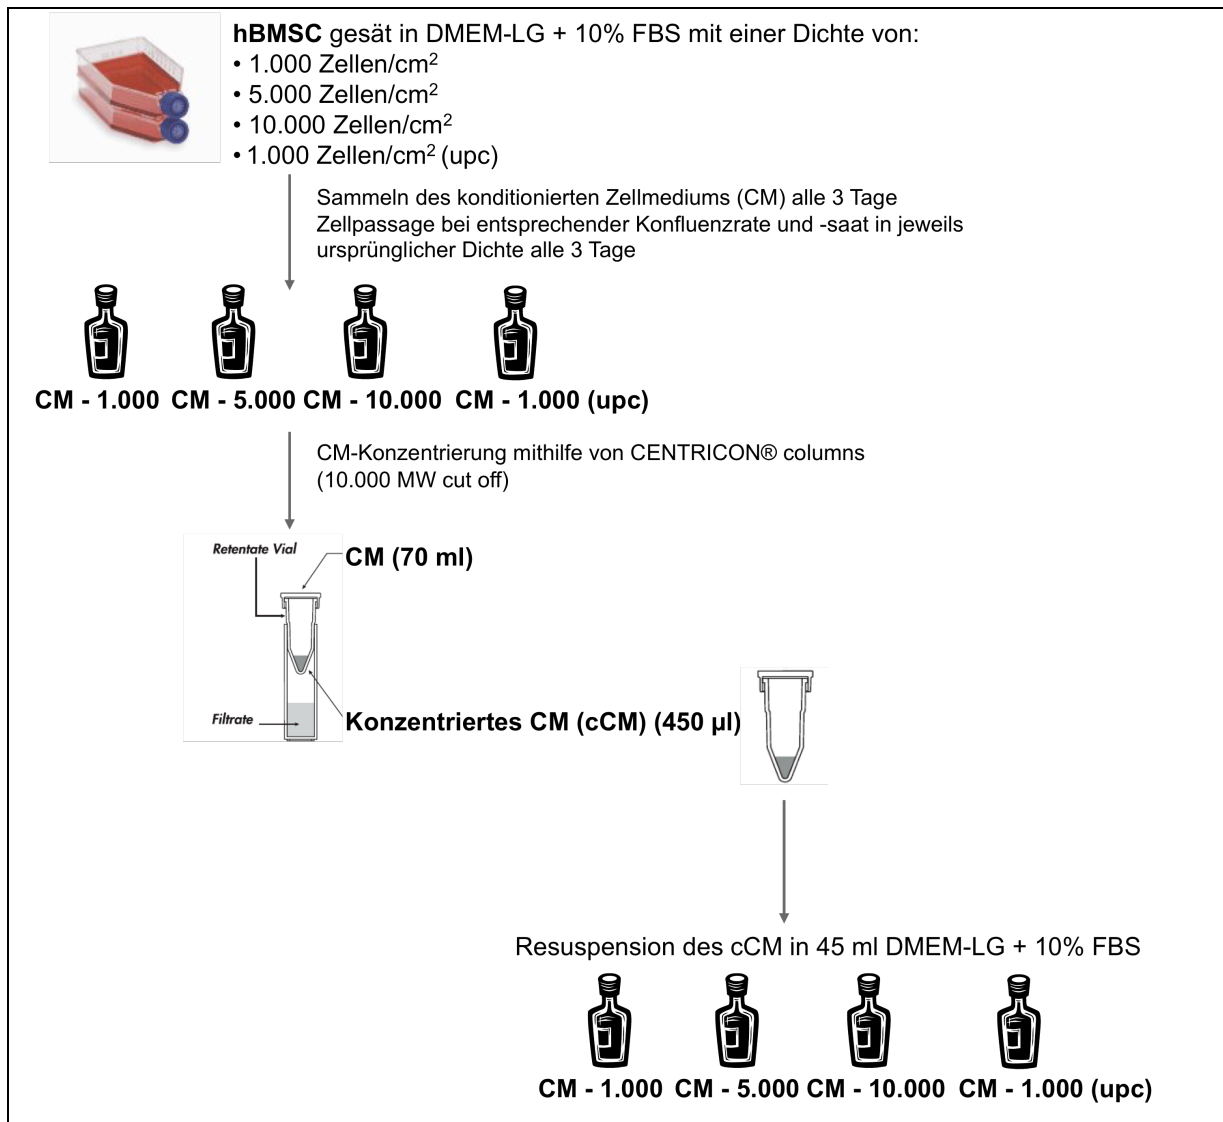 hBMSC gesät in DMEM-LG + 10% FBS mit einer Dichte von:
• 1.000 Zellen/cm²
• 5.000 Zellen/cm²
• 10.000 Zellen/cm²
• 1.000 Zellen/cm² (upc)
Sammeln des konditionierten Zellmediums (CM) alle 3 Tage
Zellpassage bei entsprechender Konfluenzrate und -saat in jeweils
ursprünglicher Dichte alle 3 Tage
CM - 1.000 CM - 5.000 CM - 10.000 CM - 1.000 (upc)
CM-Konzentrierung mithilfe von CENTRICON® columns
(10.000 MW cut off)
Retentate Vial
CM (70 ml)
Filtrate
Konzentriertes CM (cCM) (450 µl)
Resuspension des cCM in 45 ml DMEM-LG + 10% FBS
CM - 1.000 CM - 5.000 CM - 10.000 CM - 1.000 (upc)